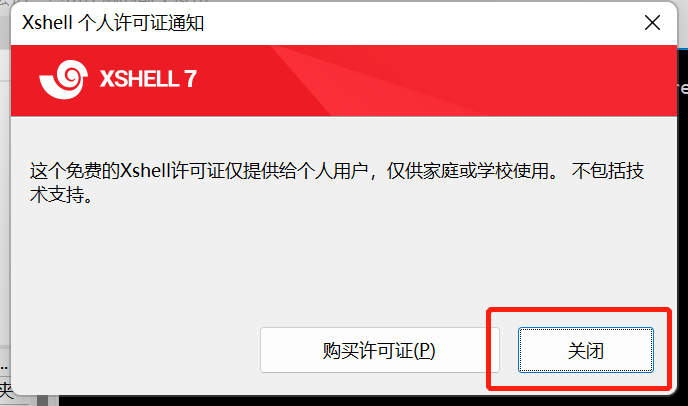 Xshell 个人许可证通知
XSHELL 7
re
这个免费的Xshell许可证仅提供给个人用户，仅供家庭或学校使用。 不包括技
术支持。
购买许可证(P)
关闭
...
夹